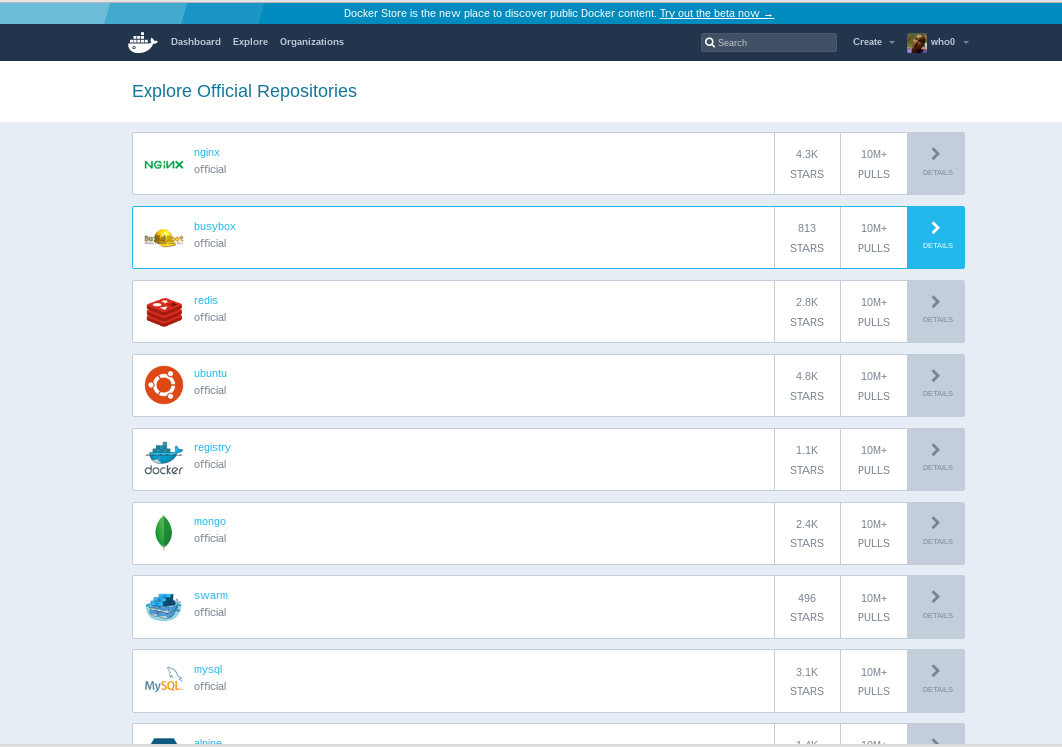 Docker Store is the new place to discover public Docker content. Try out the beta now →
Dashboard Explore Organizations Search Create who0
Explore Official Repositories
NGINX
nginx
official
4.3K
STARS
10M+
PULLS
DETAILS
busybox
official
813
STARS
10M+
PULLS
DETAILS
redis
official
2.8K
STARS
10M+
PULLS
DETAILS
ubuntu
official
4.8K
STARS
10M+
PULLS
DETAILS
docker
registry
official
1.1K
STARS
10M+
PULLS
DETAILS
mongo
official
2.4K
STARS
10M+
PULLS
DETAILS
swarm
official
496
STARS
10M+
PULLS
DETAILS
MySQL
mysql
official
3.1K
STARS
10M+
PULLS
DETAILS
alpine
1.4K
10M+